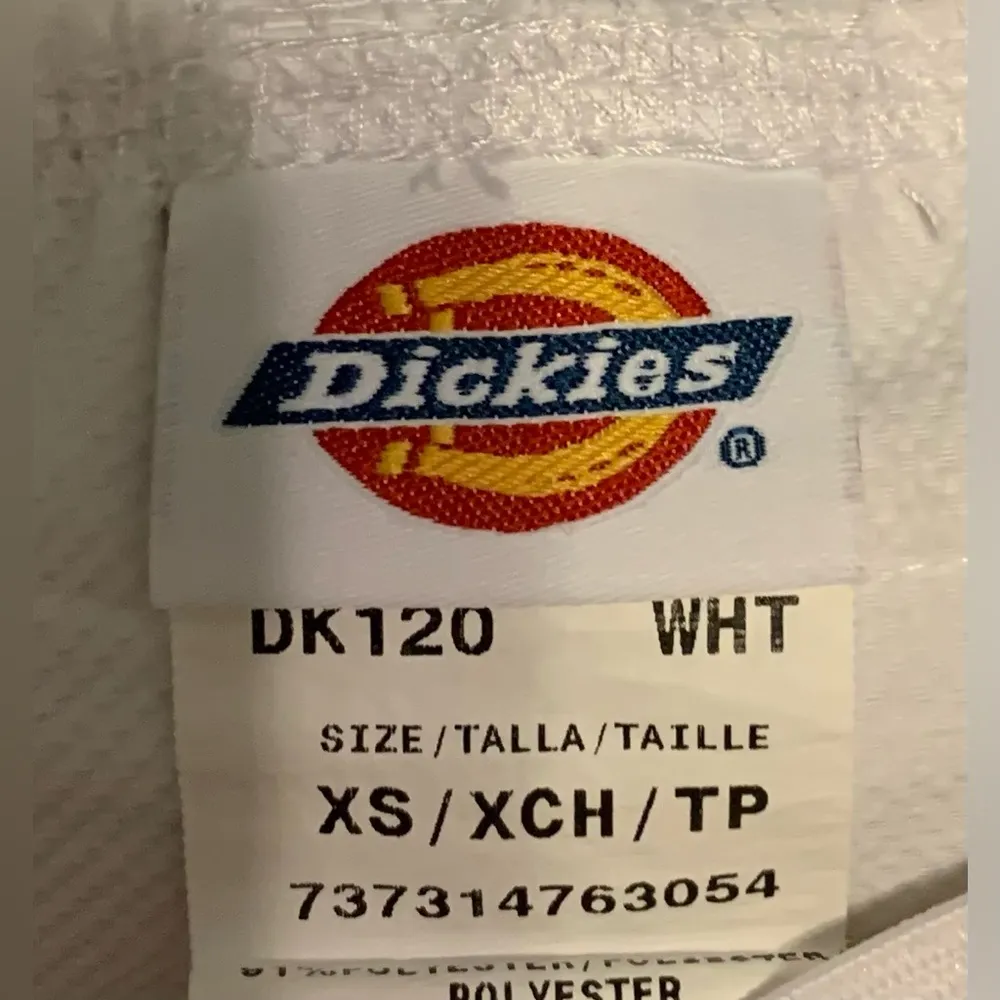 Dickies
®
DK120 WHT
SIZE/TALLA/TAILLE
XS/XCH/TP
737314763054
POLYESTER